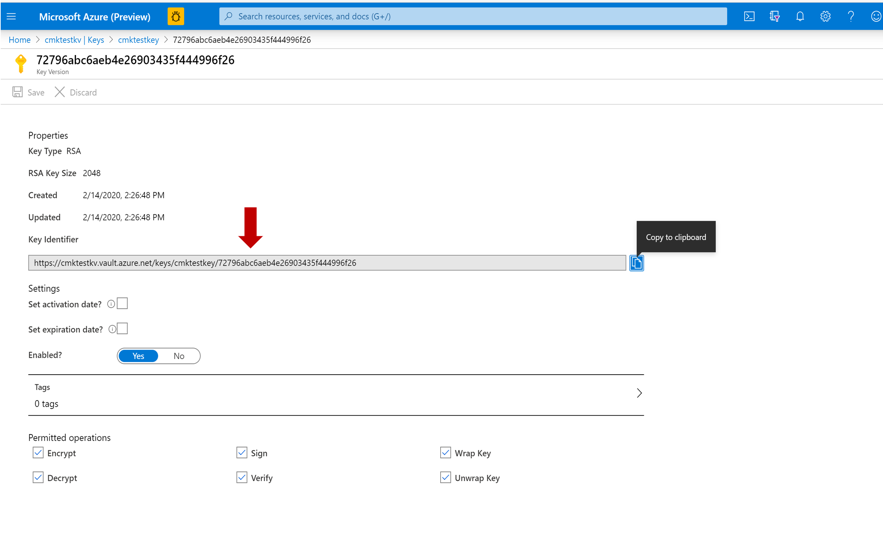 Microsoft Azure (Preview)
Search resources, services, and docs (G+/)
Home > cmktestkv | Keys > cmktestkey > 72796abc6aeb4e26903435f444996f26
72796abc6aeb4e26903435f444996f26
Key Version
Save Discard
Properties
Key Type RSA
RSA Key Size 2048
Created 2/14/2020, 2:26:48 PM
Updated 2/14/2020, 2:26:48 PM
Key Identifier
Copy to clipboard
https://cmktestkv.vault.azure.net/keys/cmktestkey/72796abc6aeb4e26903435f444996f26
Settings
Set activation date?
Set expiration date?
Enabled? Yes No
Tags
0 tags
Permitted operations
Encrypt Sign Wrap Key
Decrypt Verify Unwrap Key